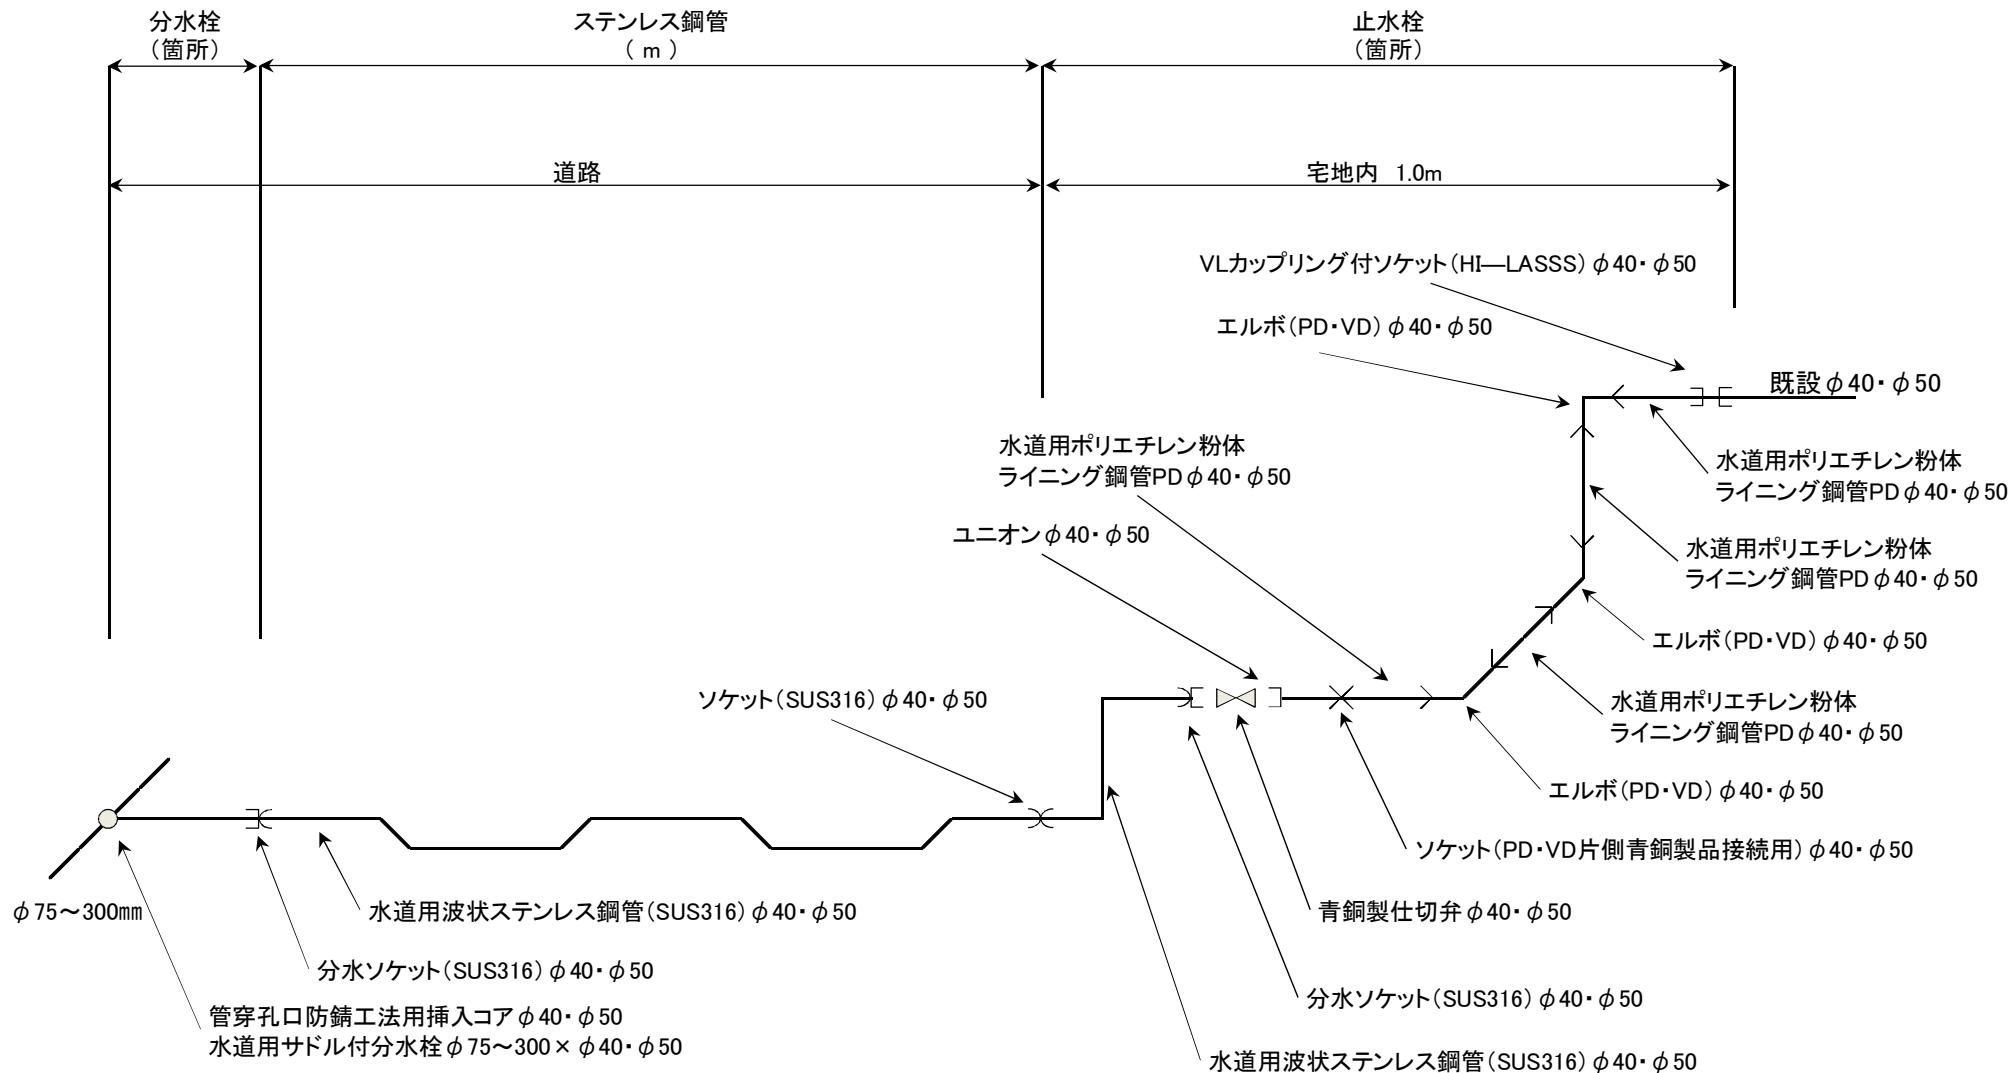 分水栓
（箇所）
ステンレス鋼管
（ m ）
止水栓
（箇所）
道路
宅地内 1.0m
VLカップリング付ソケット（HI―LASSS）φ40・φ50
エルボ（PD・VD）φ40・φ50
既設φ40・φ50
水道用ポリエチレン粉体
ライニング鋼管PDφ40・φ50
水道用ポリエチレン粉体
ライニング鋼管PDφ40・φ50
ユニオンφ40・φ50
水道用ポリエチレン粉体
ライニング鋼管PDφ40・φ50
エルボ（PD・VD）φ40・φ50
ソケット（SUS316）φ40・φ50
水道用ポリエチレン粉体
ライニング鋼管PDφ40・φ50
エルボ（PD・VD）φ40・φ50
ソケット（PD・VD片側青銅製品接続用）φ40・φ50
φ75～300㎜
水道用波状ステンレス鋼管（SUS316）φ40・φ50
青銅製仕切弁φ40・φ50
分水ソケット（SUS316）φ40・φ50
分水ソケット（SUS316）φ40・φ50
管穿孔口防錆工法用挿入コアφ40・φ50
水道用サドル付分水栓φ75～300×φ40・φ50
水道用波状ステンレス鋼管（SUS316）φ40・φ50